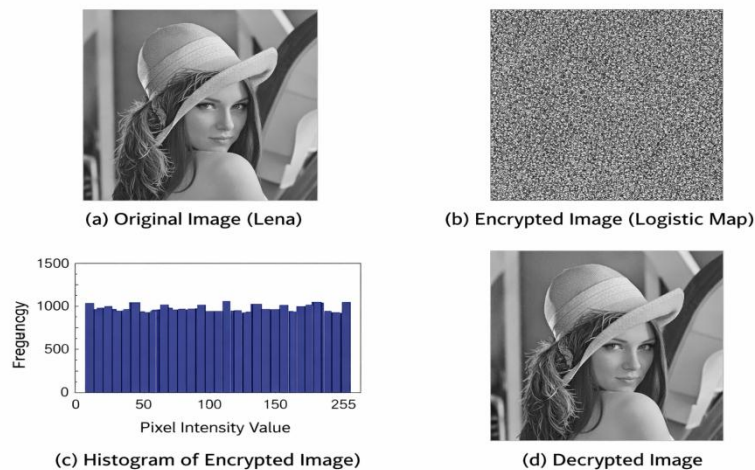 (a) Original Image (Lena)
(b) Encrypted Image (Logistic Map)
1500
1000
500
0
Freguncgy
0 50 100 150 255
Pixel Intensity Value
(c) Histogram of Encrypted Image)
(d) Decrypted Image